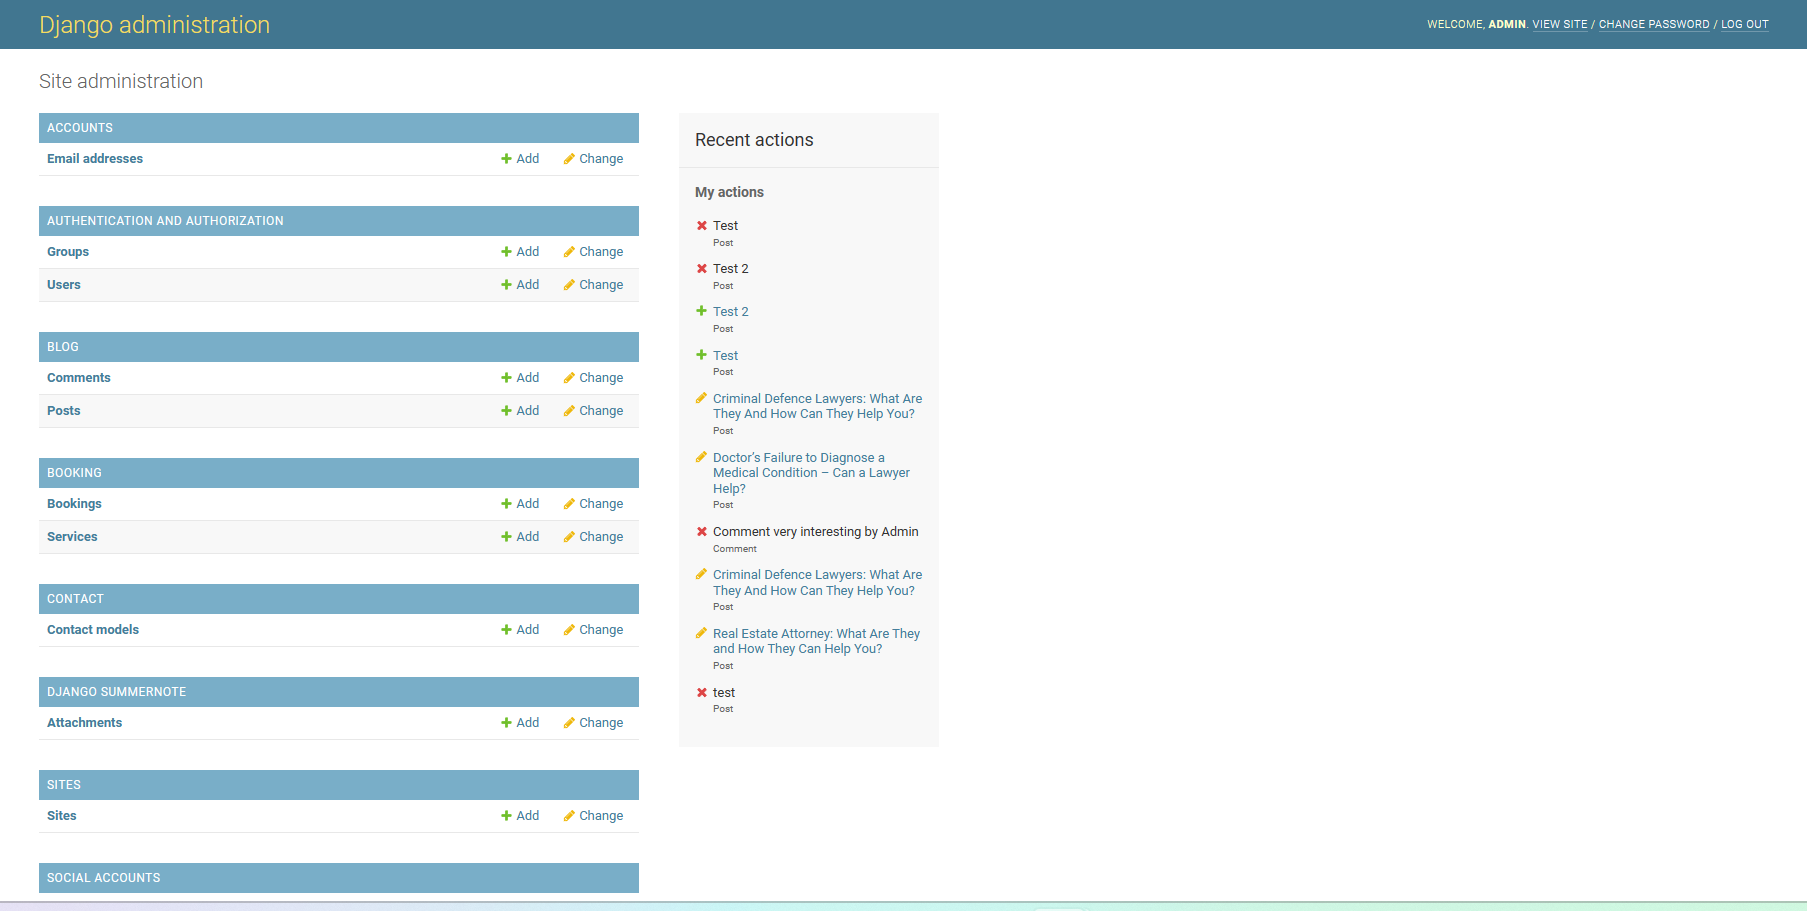 Django administration
WELCOME, ADMIN. VIEW SITE / CHANGE PASSWORD / LOG OUT
Site administration
ACCOUNTS
Email addresses Add Change
AUTHENTICATION AND AUTHORIZATION
Groups Add Change
Users Add Change
BLOG
Comments Add Change
Posts Add Change
BOOKING
Bookings Add Change
Services Add Change
CONTACT
Contact models Add Change
DJANGO SUMMERNOTE
Attachments Add Change
SITES
Sites Add Change
SOCIAL ACCOUNTS
Recent actions
My actions
Test
Post
Test 2
Post
Test 2
Post
Test
Post
Criminal Defence Lawyers: What Are
They And How Can They Help You?
Post
Doctor’s Failure to Diagnose a
Medical Condition – Can a Lawyer
Help?
Post
Comment very interesting by Admin
Comment
Criminal Defence Lawyers: What Are
They And How Can They Help You?
Post
Real Estate Attorney: What Are They
and How They Can Help You?
Post
test
Post